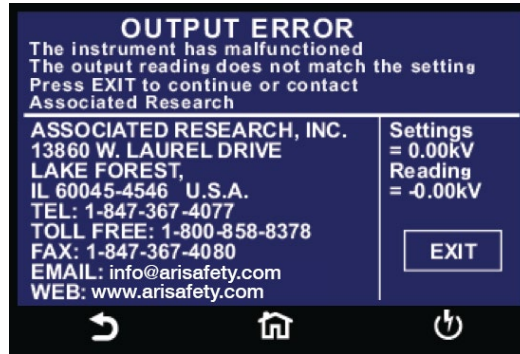 OUTPUT ERROR
The instrument has malfunctioned
The output reading does not match the setting
Press EXIT to continue or contact
Associated Research
ASSOCIATED RESEARCH, INC.
13860 W. LAUREL DRIVE
LAKE FOREST,
IL 60045-4546 U.S.A.
TEL: 1-847-367-4077
TOLL FREE: 1-800-858-8378
FAX: 1-847-367-4080
EMAIL: info@arisafety.com
WEB: www.arisafety.com
Settings
= 0.00kV
Reading
= -0.00kV
EXIT